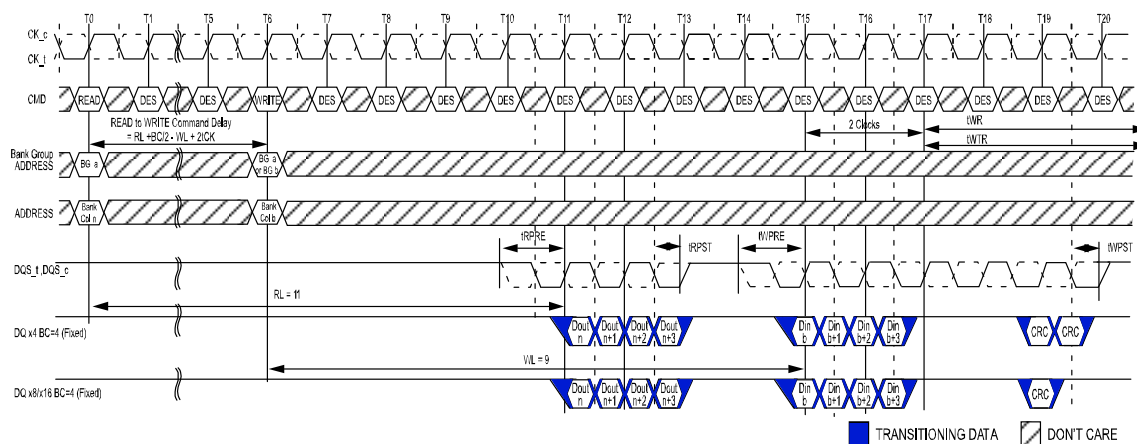 T0 T1 T5 T6 T7 T8 T9 T10 T11 T12 T13 T14 T15 T16 T17 T18 T19 T20
CK_c
CK_t
CMD READ DES DES WRITE DES DES DES DES DES DES DES DES DES DES DES DES DES DES
READ to WRITE Command Delay
= RL +BC/2 - WL + 2tCK
2 Clocks
tWR
tWTR
Bank Group
ADDRESS
BG a
BG a
or BG b
ADDRESS
Bank
Col n
Bank
Col b
tRPRE
tRPST
tWPRE
tWPST
DQS_t ,DQS_c
RL = 11
DQ x4 BC=4 (Fixed)
Dout
n
Dout
n+1
Dout
n+2
Dout
n+3
Din
b
Din
b+1
Din
b+2
Din
b+3
CRC CRC
WL = 9
DQ x8/x16 BC=4 (Fixed)
Dout
n
Dout
n+1
Dout
n+2
Dout
n+3
Din
b
Din
b+1
Din
b+2
Din
b+3
CRC
TRANSITIONING DATA DON'T CARE